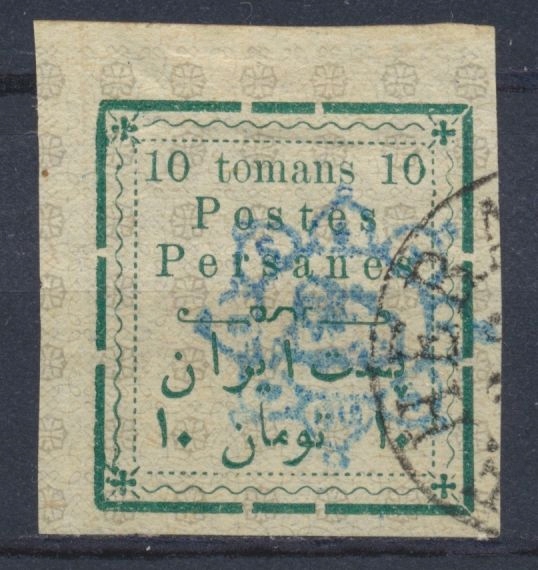 10 tomans 10
Postes
Persanes
پست ایران
۱۰ تومان ۱۰